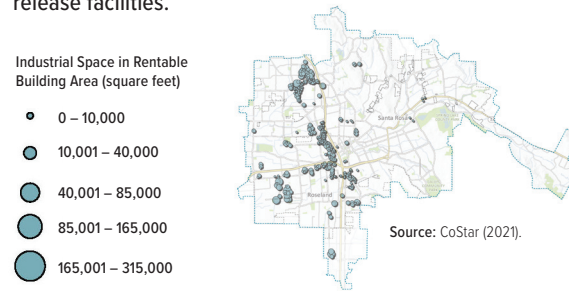 release facilities.
Industrial Space in Rentable
Building Area (square feet)
0 – 10,000
10,001 – 40,000
40,001 – 85,000
85,001 – 165,000
165,001 – 315,000
Santa Rosa
Roseland
Source: CoStar (2021).